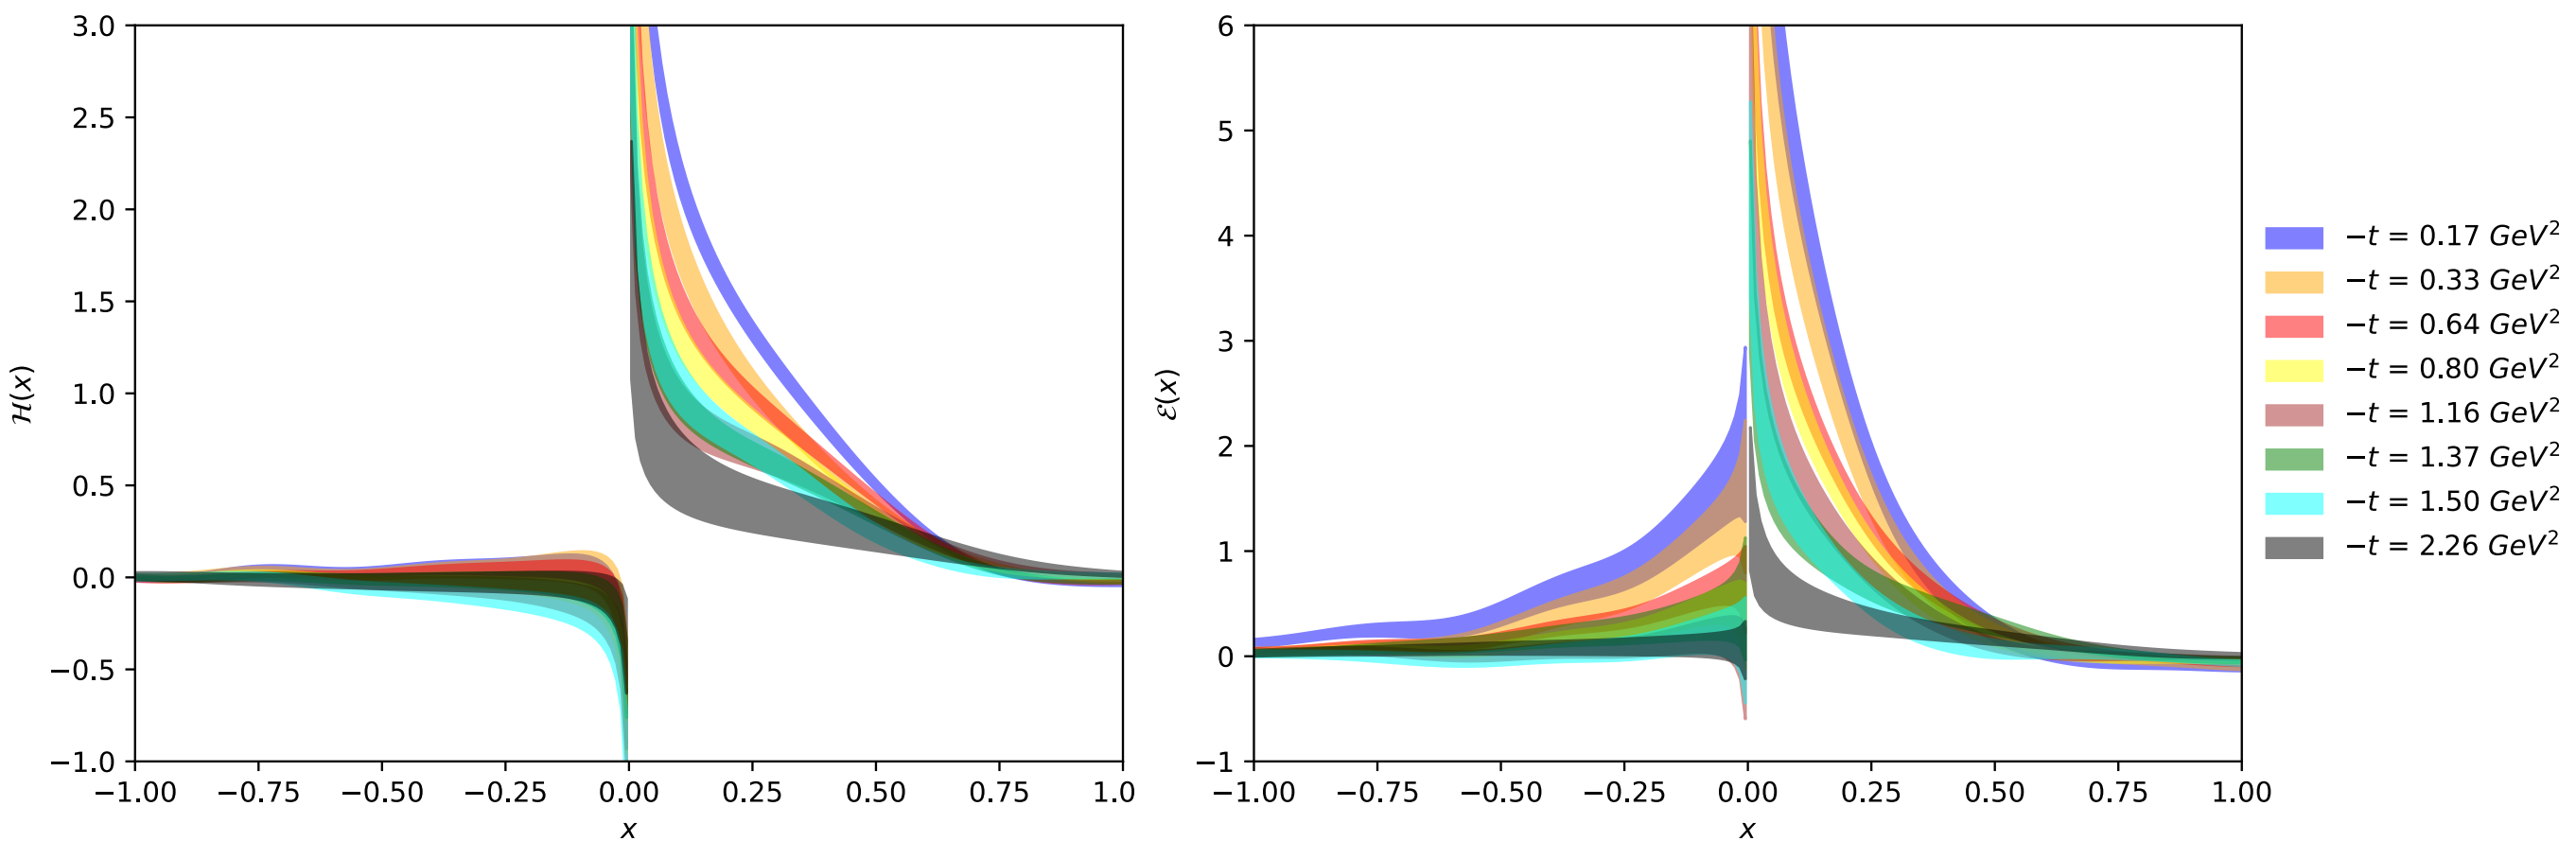 3.0
2.5
2.0
1.5
1.0
0.5
0.0
−0.5
−1.0
ℋ(x)
−1.00 −0.75 −0.50 −0.25 0.00 0.25 0.50 0.75 1.0
x
6
5
4
3
2
1
0
−1
ℰ(x)
−1.00 −0.75 −0.50 −0.25 0.00 0.25 0.50 0.75 1.00
x
−t = 0.17 GeV²
−t = 0.33 GeV²
−t = 0.64 GeV²
−t = 0.80 GeV²
−t = 1.16 GeV²
−t = 1.37 GeV²
−t = 1.50 GeV²
−t = 2.26 GeV²